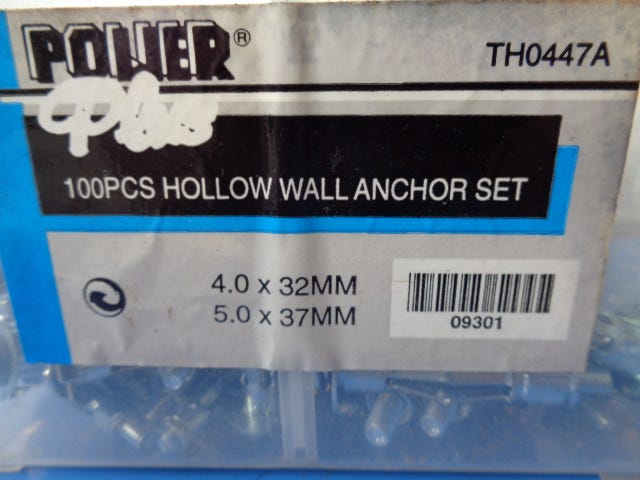 POWER® TH0447A
Plus
100PCS HOLLOW WALL ANCHOR SET
4.0 x 32MM
5.0 x 37MM
09301